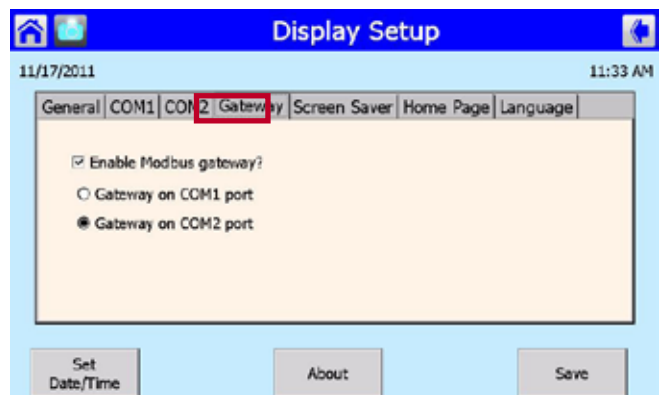 Display Setup
11/17/2011 11:33 AM
General COM1 COM2 Gateway Screen Saver Home Page Language
Enable Modbus gateway?
Gateway on COM1 port
Gateway on COM2 port
Set
Date/Time
About
Save